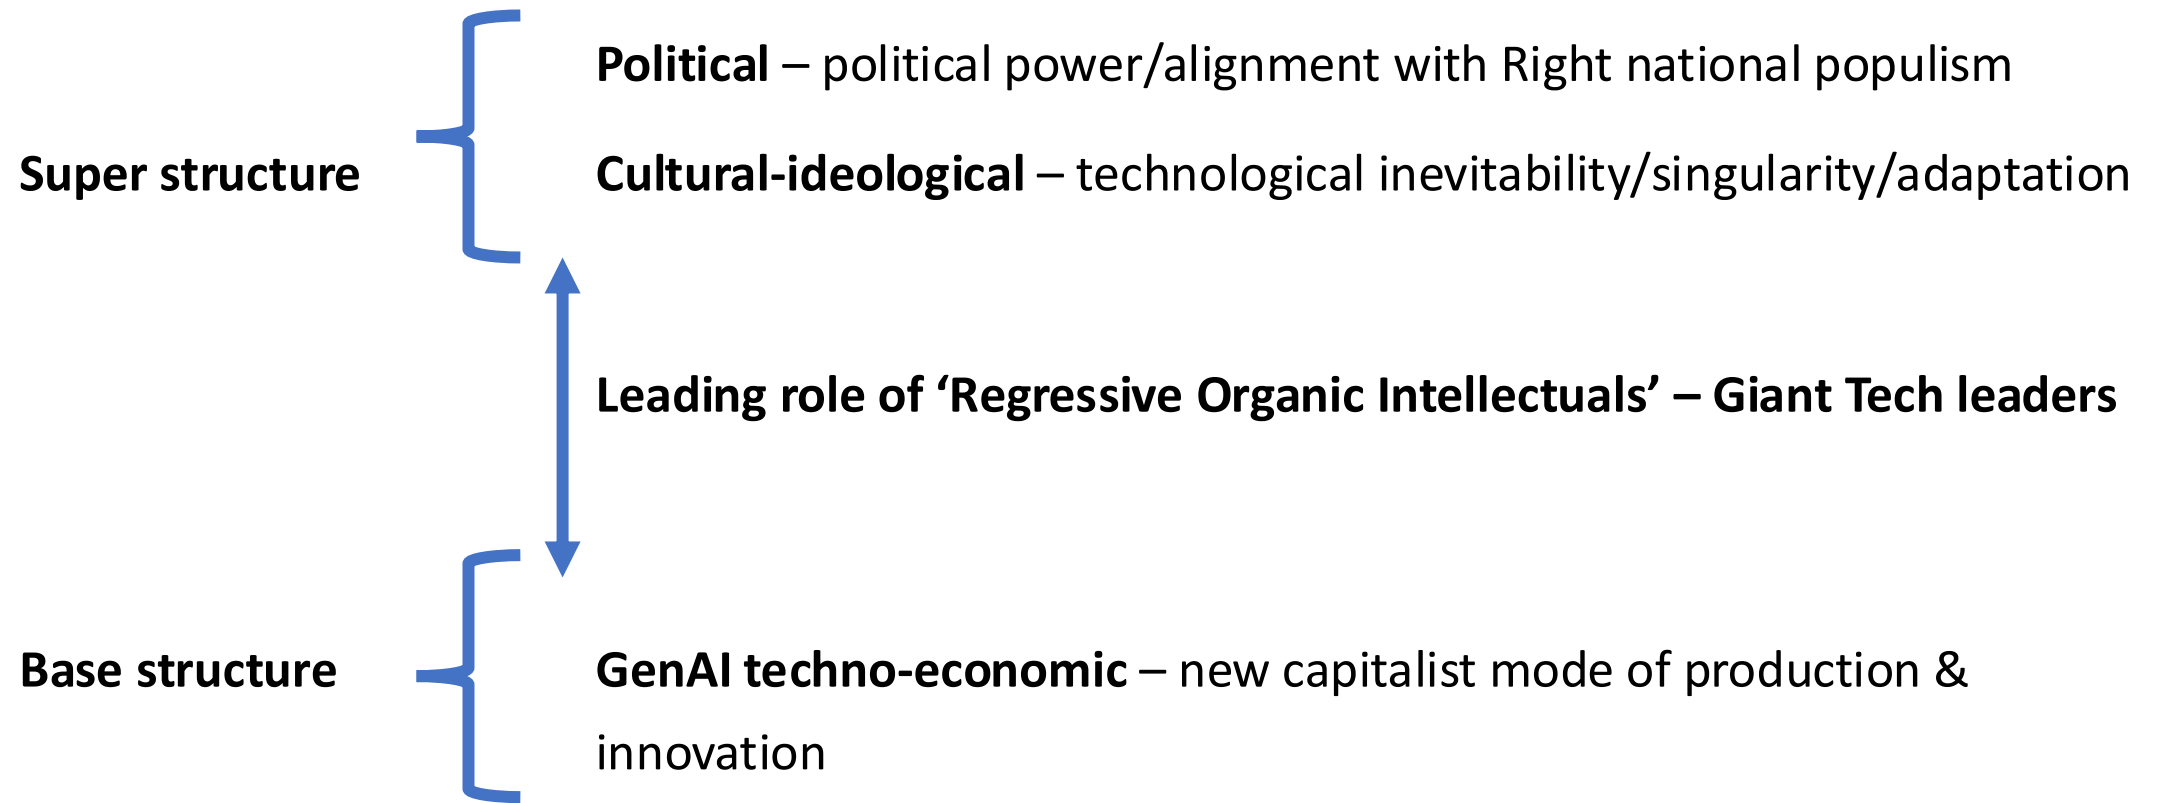 Political – political power/alignment with Right national populism
Super structure
Cultural-ideological – technological inevitability/singularity/adaptation
Leading role of ‘Regressive Organic Intellectuals’ – Giant Tech leaders
Base structure
GenAI techno-economic – new capitalist mode of production &
innovation